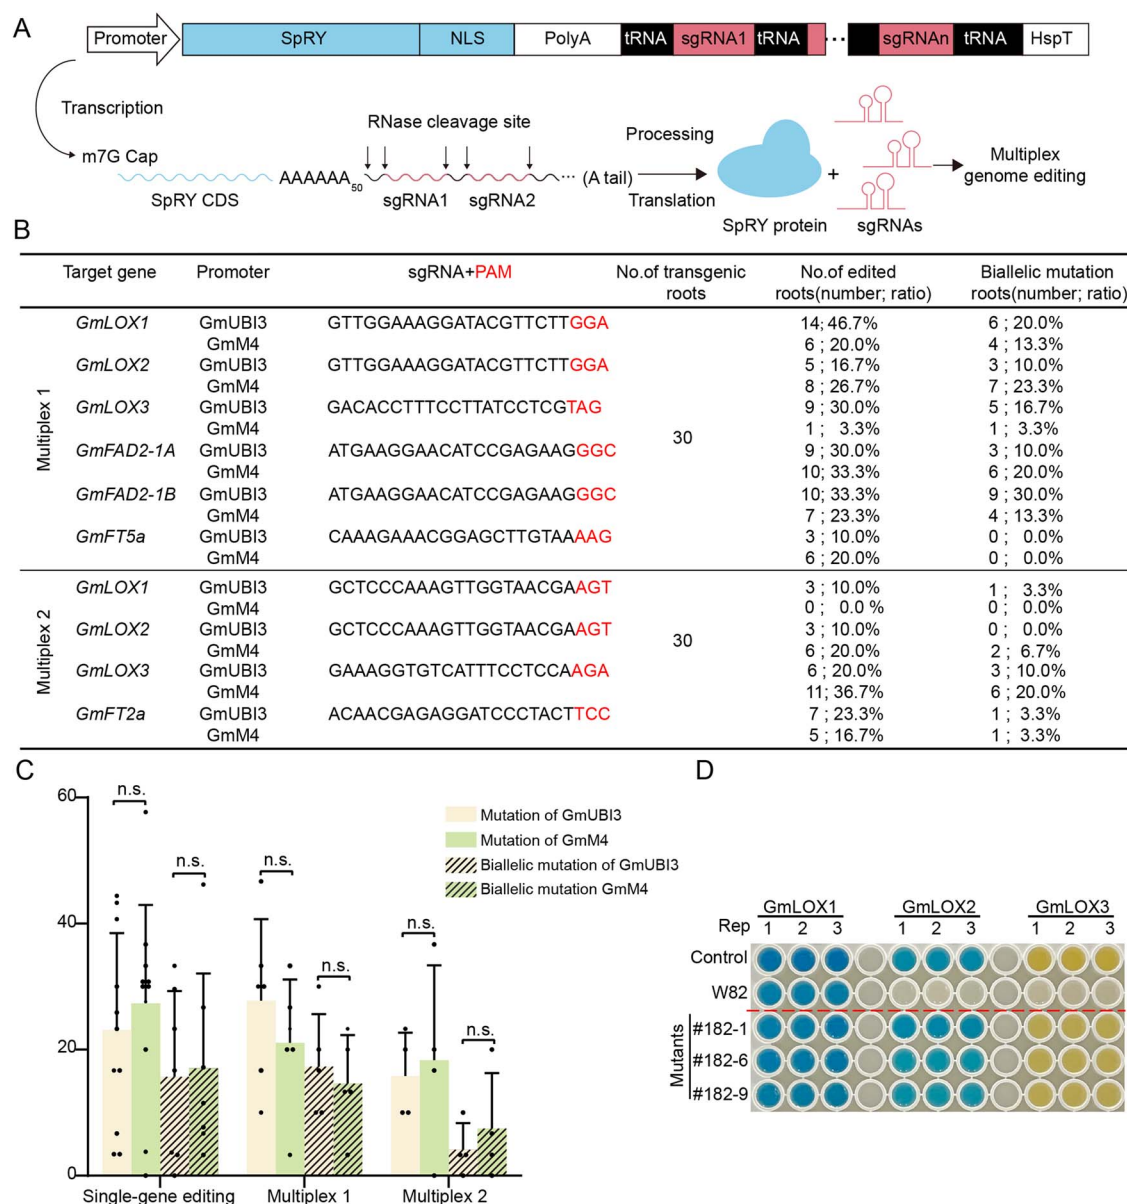 A
Promoter SpRY NLS PolyA tRNA sgRNA1 tRNA ... sgRNAn tRNA HspT
Transcription
RNase cleavage site
Processing
m7G Cap
AAAAAA50 ... (A tail)
+
Multiplex
genome editing
SpRY CDS
sgRNA1 sgRNA2
Translation
SpRY protein
sgRNAs
B
Target gene Promoter sgRNA+PAM No.of transgenic No.of edited Biallelic mutation
roots roots(number; ratio) roots(number; ratio)
Multiplex 1
GmLOX1 GmUBI3 GTTGGAAAGGATACGTTCTTGGA 14; 46.7% 6 ; 20.0%
GmM4 6 ; 20.0% 4 ; 13.3%
GmLOX2 GmUBI3 GTTGGAAAGGATACGTTCTTGGA 5 ; 16.7% 3 ; 10.0%
GmM4 8 ; 26.7% 7 ; 23.3%
GmLOX3 GmUBI3 GACACCTTTCCTTATCCTCGTAG 9 ; 30.0% 5 ; 16.7%
GmM4 1 ; 3.3% 1 ; 3.3%
30
GmFAD2-1A GmUBI3 ATGAAGGAACATCCGAGAAGGGC 9 ; 30.0% 3 ; 10.0%
GmM4 10; 33.3% 6 ; 20.0%
GmFAD2-1B GmUBI3 ATGAAGGAACATCCGAGAAGGGC 10; 33.3% 9 ; 30.0%
GmM4 7 ; 23.3% 4 ; 13.3%
GmFT5a GmUBI3 CAAAGAAACGGAGCTTGTAAAAG 3 ; 10.0% 0 ; 0.0%
GmM4 6 ; 20.0% 0 ; 0.0%
Multiplex 2
GmLOX1 GmUBI3 GCTCCCAAAGTTGGTAACGAAGT 3 ; 10.0% 1 ; 3.3%
GmM4 0 ; 0.0 % 0 ; 0.0%
GmLOX2 GmUBI3 GCTCCCAAAGTTGGTAACGAAGT 3 ; 10.0% 0 ; 0.0%
GmM4 6 ; 20.0% 2 ; 6.7%
30
GmLOX3 GmUBI3 GAAAGGTGTCATTTCCTCCAAGA 6 ; 20.0% 3 ; 10.0%
GmM4 11; 36.7% 6 ; 20.0%
GmFT2a GmUBI3 ACAACGAGAGGATCCCTACTTCC 7 ; 23.3% 1 ; 3.3%
GmM4 5 ; 16.7% 1 ; 3.3%
C
60
40
20
0
n.s.
n.s.
n.s.
n.s.
n.s.
n.s.
Mutation of GmUBI3
Mutation of GmM4
Biallelic mutation of GmUBI3
Biallelic mutation GmM4
Single-gene editing Multiplex 1 Multiplex 2
D
GmLOX1 GmLOX2 GmLOX3
Rep 1 2 3 1 2 3 1 2 3
Control
W82
Mutants
#182-1
#182-6
#182-9